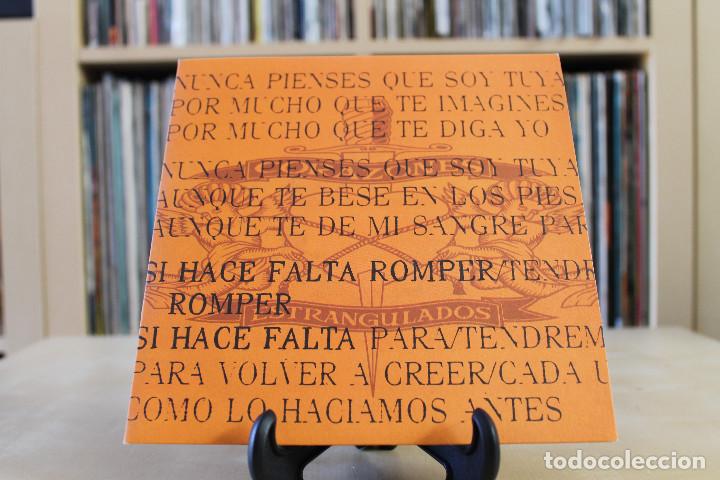 NUNCA PIENSES QUE SOY TUYA
POR MUCHO QUE TE IMAGINES
POR MUCHO QUE TE DIGA YO
NUNCA PIENSES QUE SOY TUYA
AUNQUE TE BESE EN LOS PIES
AUNQUE TE DE MI SANGRE PAR
SI HACE FALTA ROMPER/TENDR
ROMPER
ESTRANGULADOS
SI HACE FALTA PARA/TENDREM
PARA VOLVER A CREER/CADA U
COMO LO HACIAMOS ANTES
todocoleccion